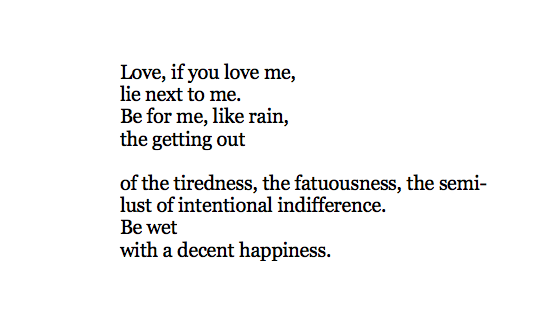 Love, if you love me,
lie next to me.
Be for me, like rain,
the getting out
of the tiredness, the fatuousness, the semi-
lust of intentional indifference.
Be wet
with a decent happiness.